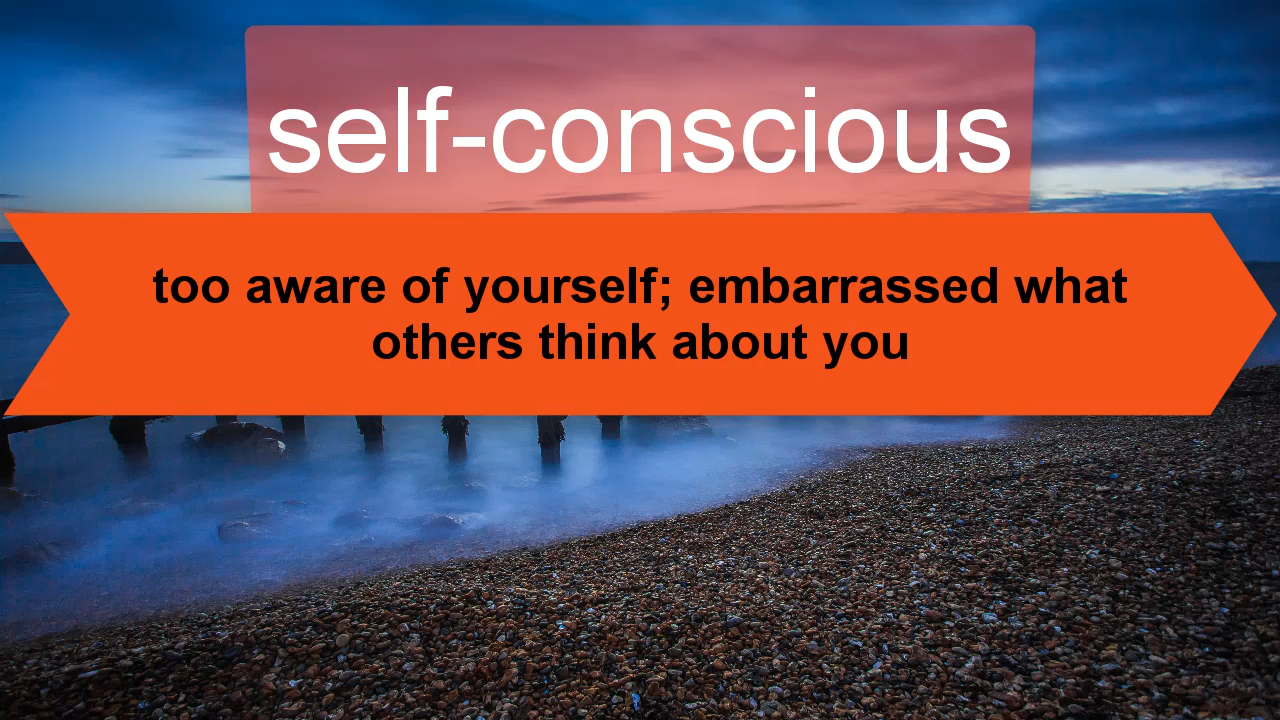 self-conscious
too aware of yourself; embarrassed what
others think about you